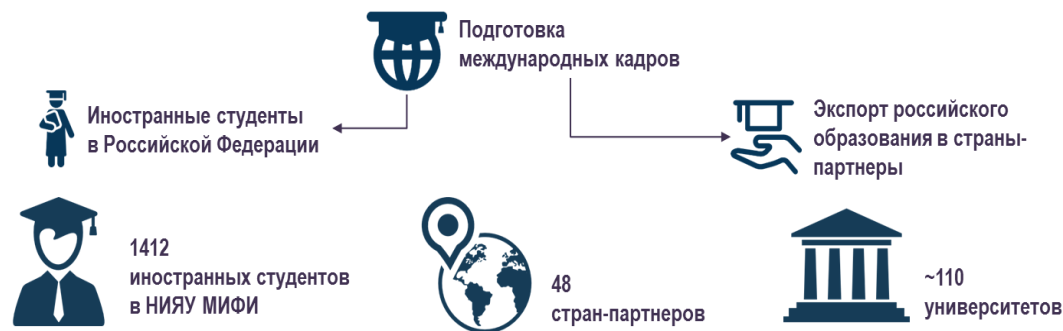 Подготовка
международных кадров
Иностранные студенты
в Российской Федерации
Экспорт российского
образования в страны-
партнеры
1412
иностранных студентов
в НИЯУ МИФИ
48
стран-партнеров
~110
университетов